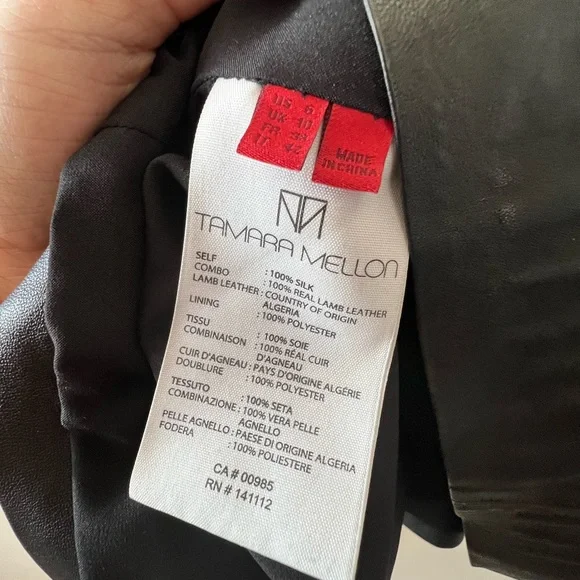 US 6
UK 10
FR 38
IT 42
MADE
IN CHINA
TAMARA MELLON
SELF : 100% SILK
COMBO : 100% REAL LAMB LEATHER
LAMB LEATHER : COUNTRY OF ORIGIN
ALGERIA
LINING : 100% POLYESTER
TISSU : 100% SOIE
COMBINAISON : 100% RÉAL CUIR
D'AGNEAU
CUIR D'AGNEAU : PAYS D'ORIGINE ALGÉRIE
DOUBLURE : 100% POLYESTER
TESSUTO : 100% SETA
COMBINAZIONE : 100% VERA PELLE
AGNELLO
PELLE AGNELLO : PAESE DI ORIGINE ALGERIA
FODERA : 100% POLIESTERE
CA # 00985
RN # 141112